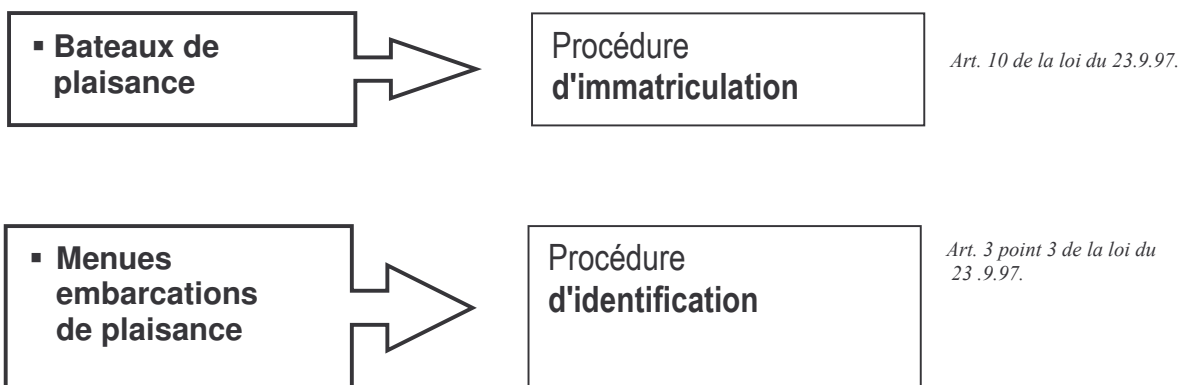 ▪ Bateaux de
plaisance
Procédure
d'immatriculation
Art. 10 de la loi du 23.9.97.
▪ Menues
embarcations
de plaisance
Procédure
d'identification
Art. 3 point 3 de la loi du
23 .9.97.